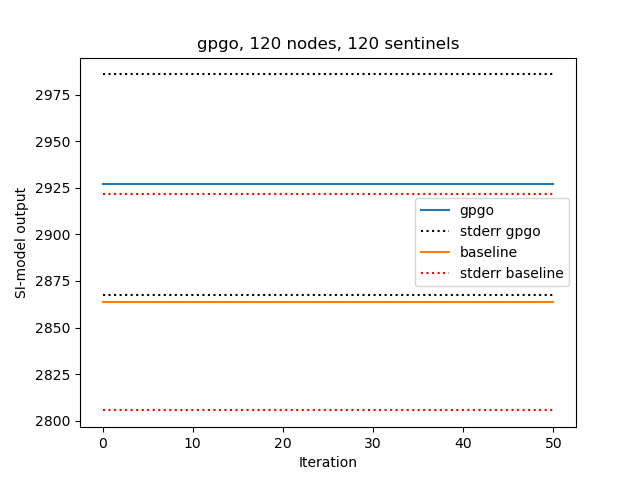 gpgo, 120 nodes, 120 sentinels
2975
2950
2925
2900
2875
2850
2825
2800
SI-model output
gpgo
stderr gpgo
baseline
stderr baseline
0 10 20 30 40 50
Iteration